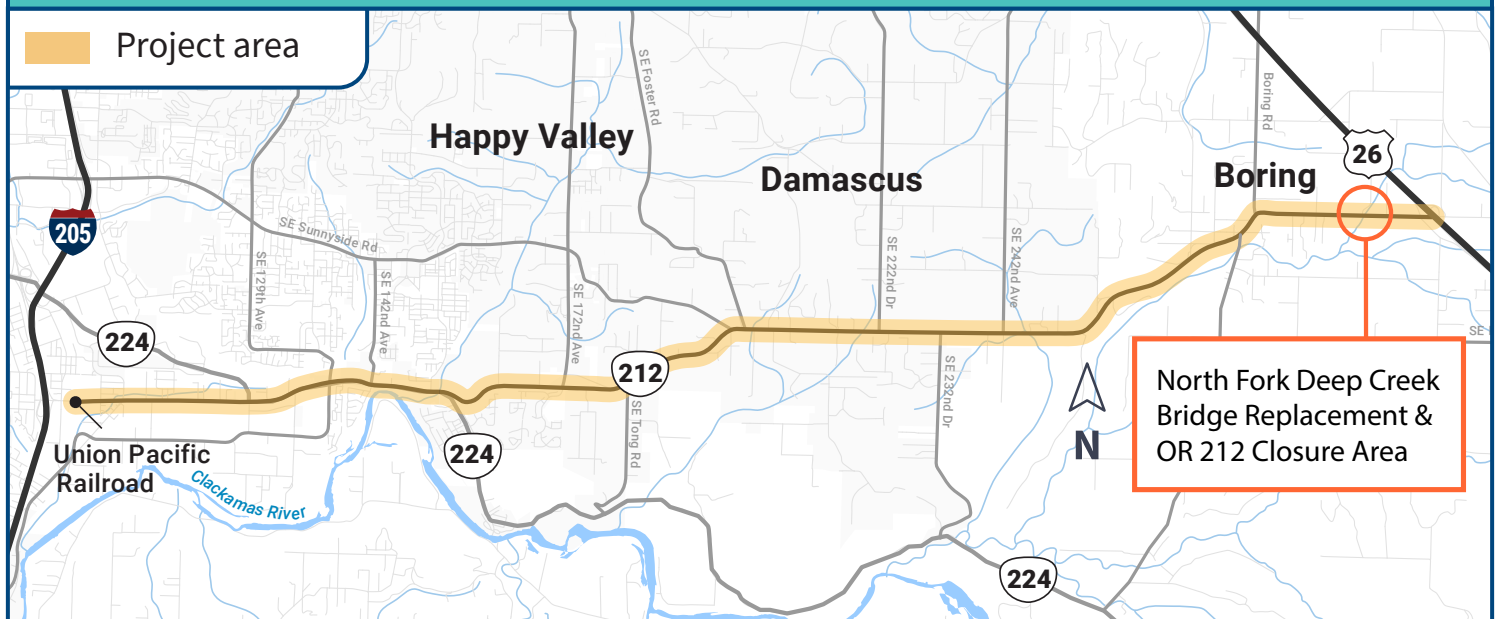 Project area
Happy Valley
Damascus
Boring
26
205
SE Foster Rd
Boring Rd
SE Sunnyside Rd
SE 129th Ave
SE 142nd Ave
SE 172nd Ave
SE 222nd Dr
SE 242nd Ave
224
212
SE
SE Tong Rd
SE 232nd Dr
224
Union Pacific
Railroad
Clackamas River
N
North Fork Deep Creek
Bridge Replacement &
OR 212 Closure Area
224